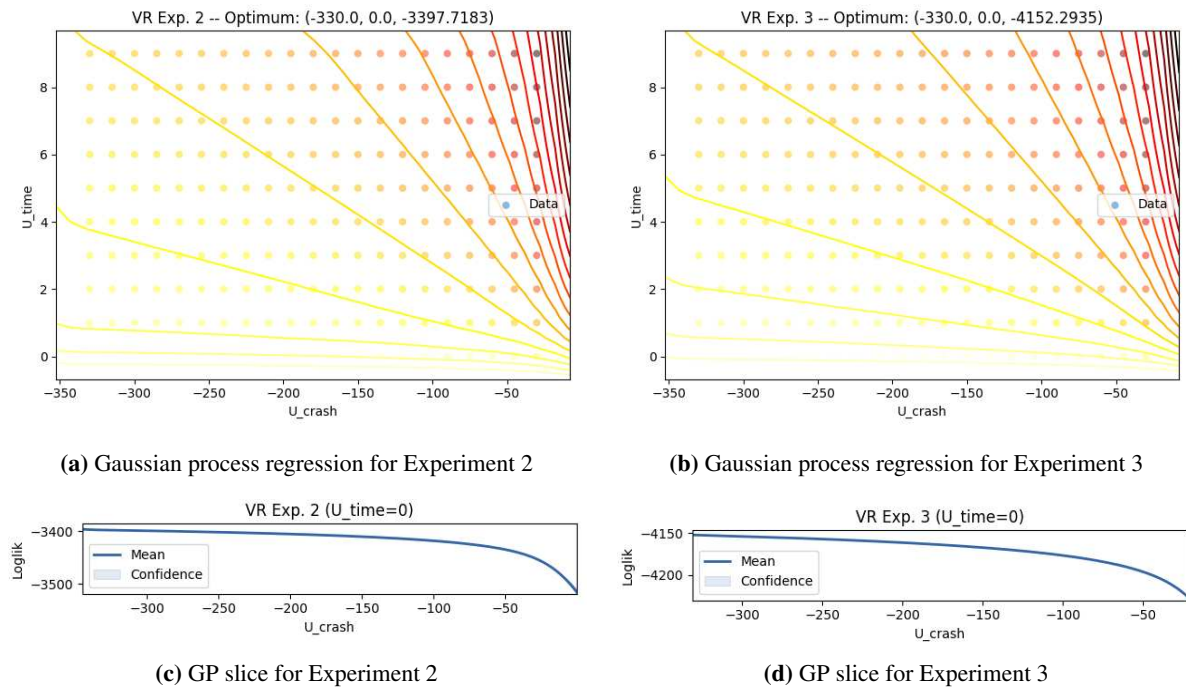 VR Exp. 2 -- Optimum: (-330.0, 0.0, -3397.7183)
8
6
4
2
0
U_time
Data
−350 −300 −250 −200 −150 −100 −50
U_crash
(a) Gaussian process regression for Experiment 2
VR Exp. 3 -- Optimum: (-330.0, 0.0, -4152.2935)
8
6
4
2
0
U_time
Data
−350 −300 −250 −200 −150 −100 −50
U_crash
(b) Gaussian process regression for Experiment 3
VR Exp. 2 (U_time=0)
−3400
−3500
Loglik
Mean
Confidence
−300 −250 −200 −150 −100 −50
U_crash
(c) GP slice for Experiment 2
VR Exp. 3 (U_time=0)
−4150
−4200
Loglik
Mean
Confidence
−300 −250 −200 −150 −100 −50
U_crash
(d) GP slice for Experiment 3